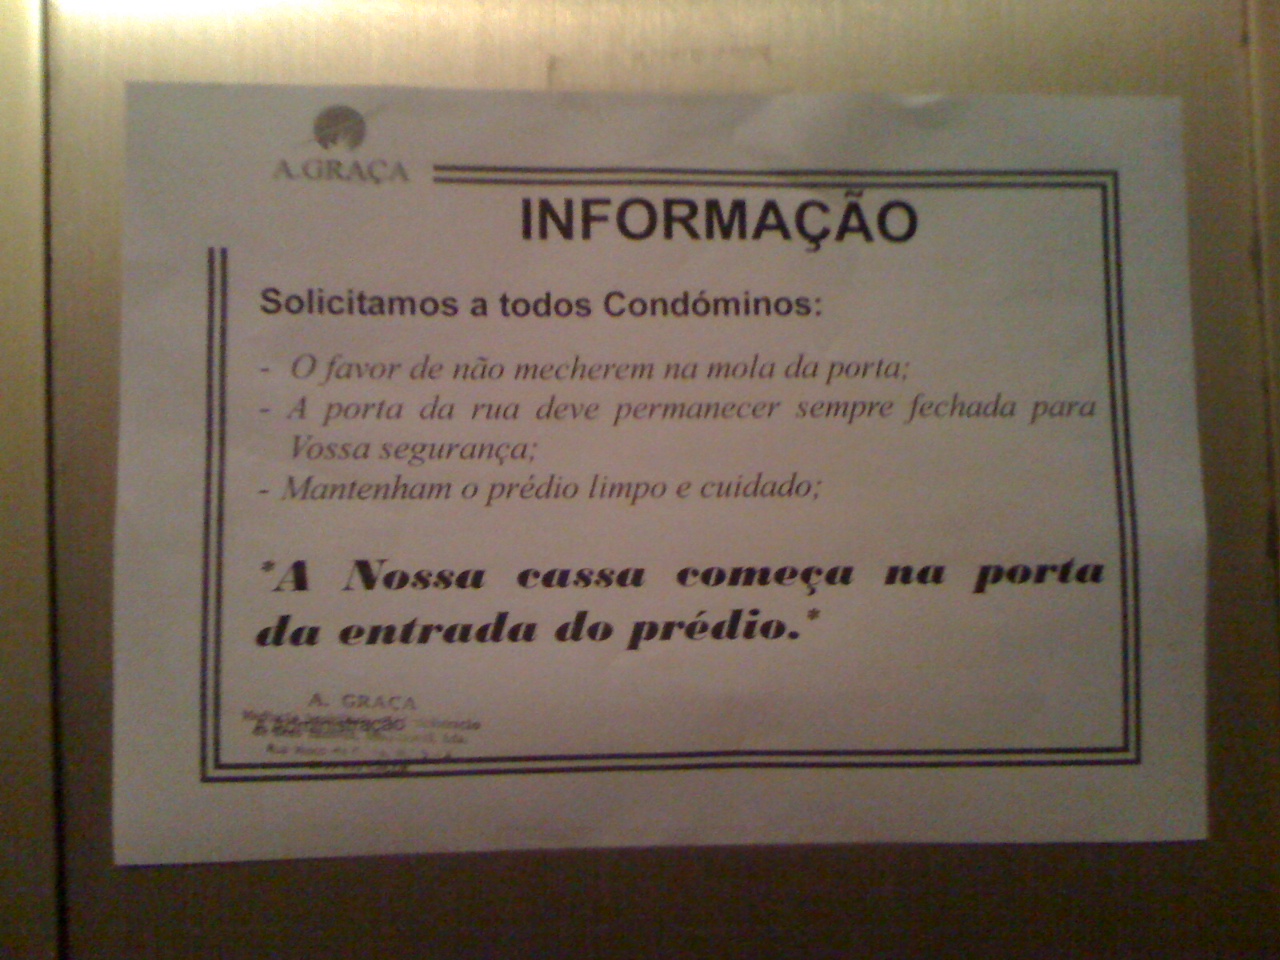 A. GRAÇA
INFORMAÇÃO
Solicitamos a todos Condóminos:
- O favor de não mecherem na mola da porta;
- A porta da rua deve permanecer sempre fechada para
Vossa segurança;
- Mantenham o prédio limpo e cuidado;
"A Nossa cassa começa na porta
da entrada do prédio."
A. GRAÇA